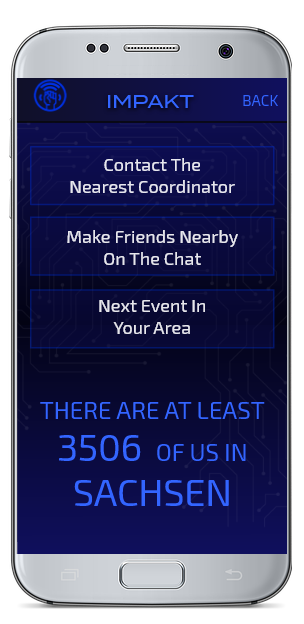 IMPAKT
BACK
Contact The
Nearest Coordinator
Make Friends Nearby
On The Chat
Next Event In
Your Area
THERE ARE AT LEAST
3506 OF US IN
SACHSEN